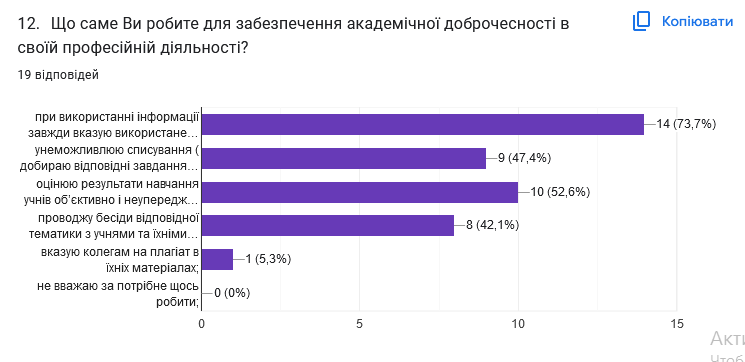 12. Що саме Ви робите для забезпечення академічної доброчесності в
своїй професійній діяльності?
Копіювати
19 відповідей
при використанні інформації
завжди вказую використане…
14 (73,7%)
унеможливлюю списування (
добираю відповідні завдання…
9 (47,4%)
оцінюю результати навчання
учнів об’єктивно і неупередж…
10 (52,6%)
проводжу бесіди відповідної
тематики з учнями та їхніми…
8 (42,1%)
вказую колегам на плагіат в
їхніх матеріалах;
1 (5,3%)
не вважаю за потрібне щось
робити;
0 (0%)
0 5 10 15
Акти
Чтоб